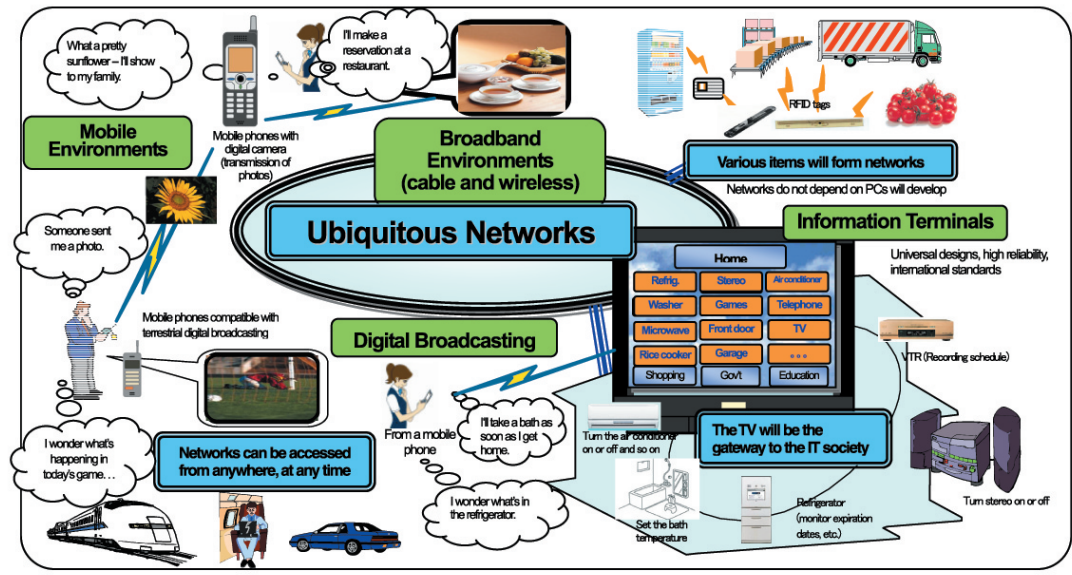 What a pretty
sunflower – I'll show
to my family.
I'll make a
reservation at a
restaurant.
Mobile
Environments
Mobile phones with
digital camera
(transmission of
photos)
Broadband
Environments
(cable and wireless)
Ubiquitous Networks
RFID tags
Various items will form networks
Networks do not depend on PCs will develop
Information Terminals
Universal designs, high reliability,
international standards
Someone sent
me a photo.
Mobile phones compatible with
terrestrial digital broadcasting
Digital Broadcasting
Home
Refrig.
Stereo
Air conditioner
Washer
Games
Telephone
Microwave
Front door
TV
Rice cooker
Garage
• • •
Shopping
Gov't
Education
VTR (Recording schedule)
I wonder what's
happening in
today's game…
Networks can be accessed
from anywhere, at any time
From a mobile
phone
I'll take a bath as
soon as I get
home.
I wonder what's in
the refrigerator.
Turn the air conditioner
on or off and so on
The TV will be the
gateway to the IT society
Set the bath
temperature
Refrigerator
(monitor expiration
dates, etc.)
Turn stereo on or off